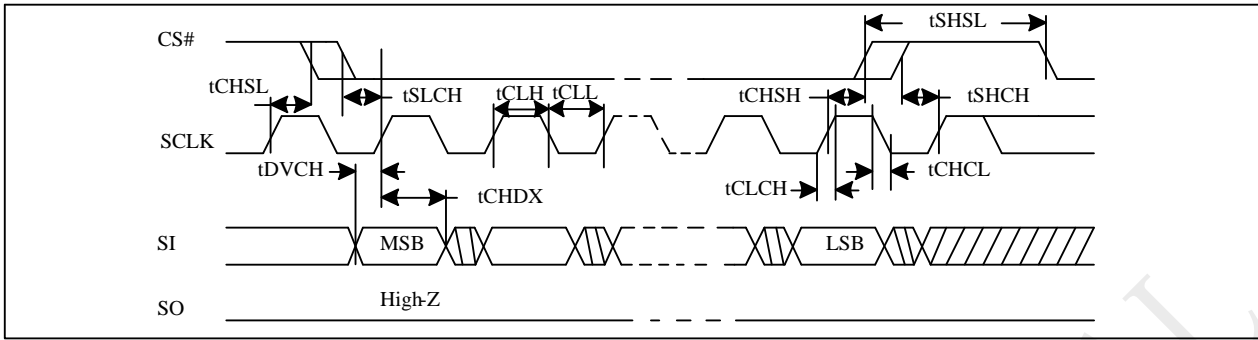 tSHSL
CS#
tCHSL
tSLCH
tCLH
tCLL
tCHSH
tSHCH
SCLK
tDVCH
tCHDX
tCLCH
tCHCL
SI
MSB
LSB
SO
High-Z